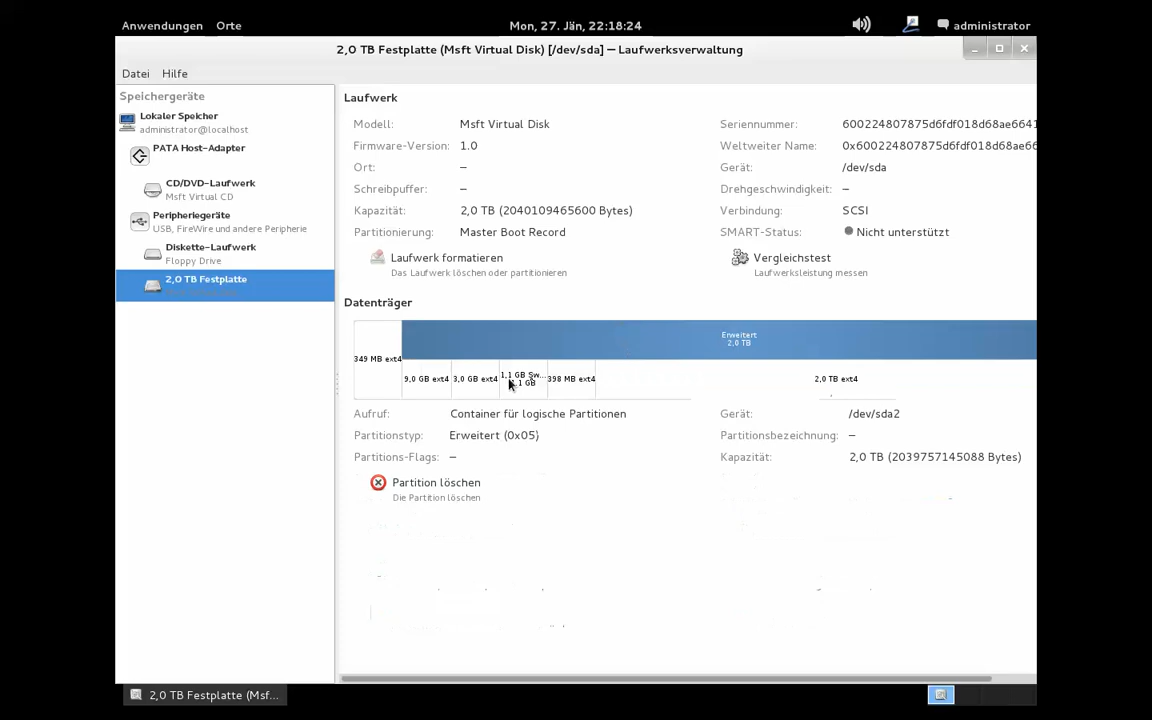 Anwendungen Orte Mon, 27. Jän, 22:18:24 administrator
2,0 TB Festplatte (Msft Virtual Disk) [/dev/sda] — Laufwerksverwaltung
Datei Hilfe
Speichergeräte
Lokaler Speicher
administrator@localhost
PATA Host-Adapter
CD/DVD-Laufwerk
Msft Virtual CD
Peripheriegeräte
USB, FireWire und andere Peripherie
Diskette-Laufwerk
Floppy Drive
2,0 TB Festplatte
Laufwerk
Modell: Msft Virtual Disk Seriennummer: 600224807875d6fdf018d68ae6641
Firmware-Version: 1.0 Weltweiter Name: 0x600224807875d6fdf018d68ae66
Ort: — Gerät: /dev/sda
Schreibpuffer: — Drehgeschwindigkeit: —
Kapazität: 2,0 TB (2040109465600 Bytes) Verbindung: SCSI
Partitionierung: Master Boot Record SMART-Status: Nicht unterstützt
Laufwerk formatieren Vergleichstest
Das Laufwerk löschen oder partitionieren Laufwerksleistung messen
Datenträger
Erweitert
2,0 TB
349 MB ext4
9,0 GB ext4 3,0 GB ext4 1,1 GB Sw... 398 MB ext4 2,0 TB ext4
Aufruf: Container für logische Partitionen Gerät: /dev/sda2
Partitionstyp: Erweitert (0x05) Partitionsbezeichnung: —
Partitions-Flags: — Kapazität: 2,0 TB (2039757145088 Bytes)
Partition löschen
Die Partition löschen
2,0 TB Festplatte (Msf...